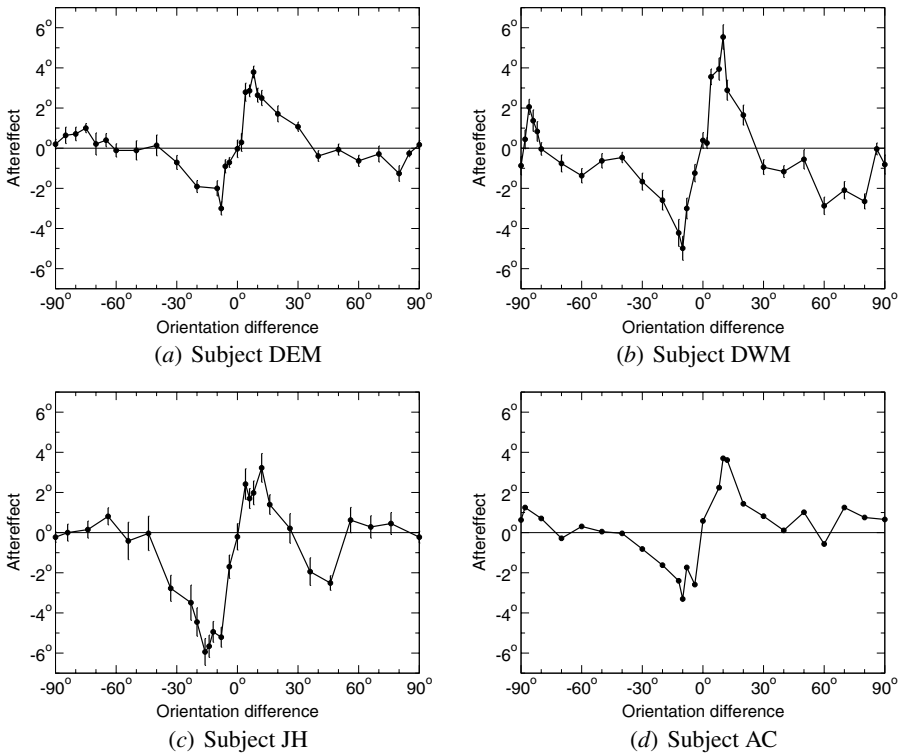 6° 4° 2° 0° -2° -4° -6°
Aftereffect
-90° -60° -30° 0° 30° 60° 90°
Orientation difference
(a) Subject DEM
6° 4° 2° 0° -2° -4° -6°
Aftereffect
-90° -60° -30° 0° 30° 60° 90°
Orientation difference
(b) Subject DWM
6° 4° 2° 0° -2° -4° -6°
Aftereffect
-90° -60° -30° 0° 30° 60° 90°
Orientation difference
(c) Subject JH
6° 4° 2° 0° -2° -4° -6°
Aftereffect
-90° -60° -30° 0° 30° 60° 90°
Orientation difference
(d) Subject AC